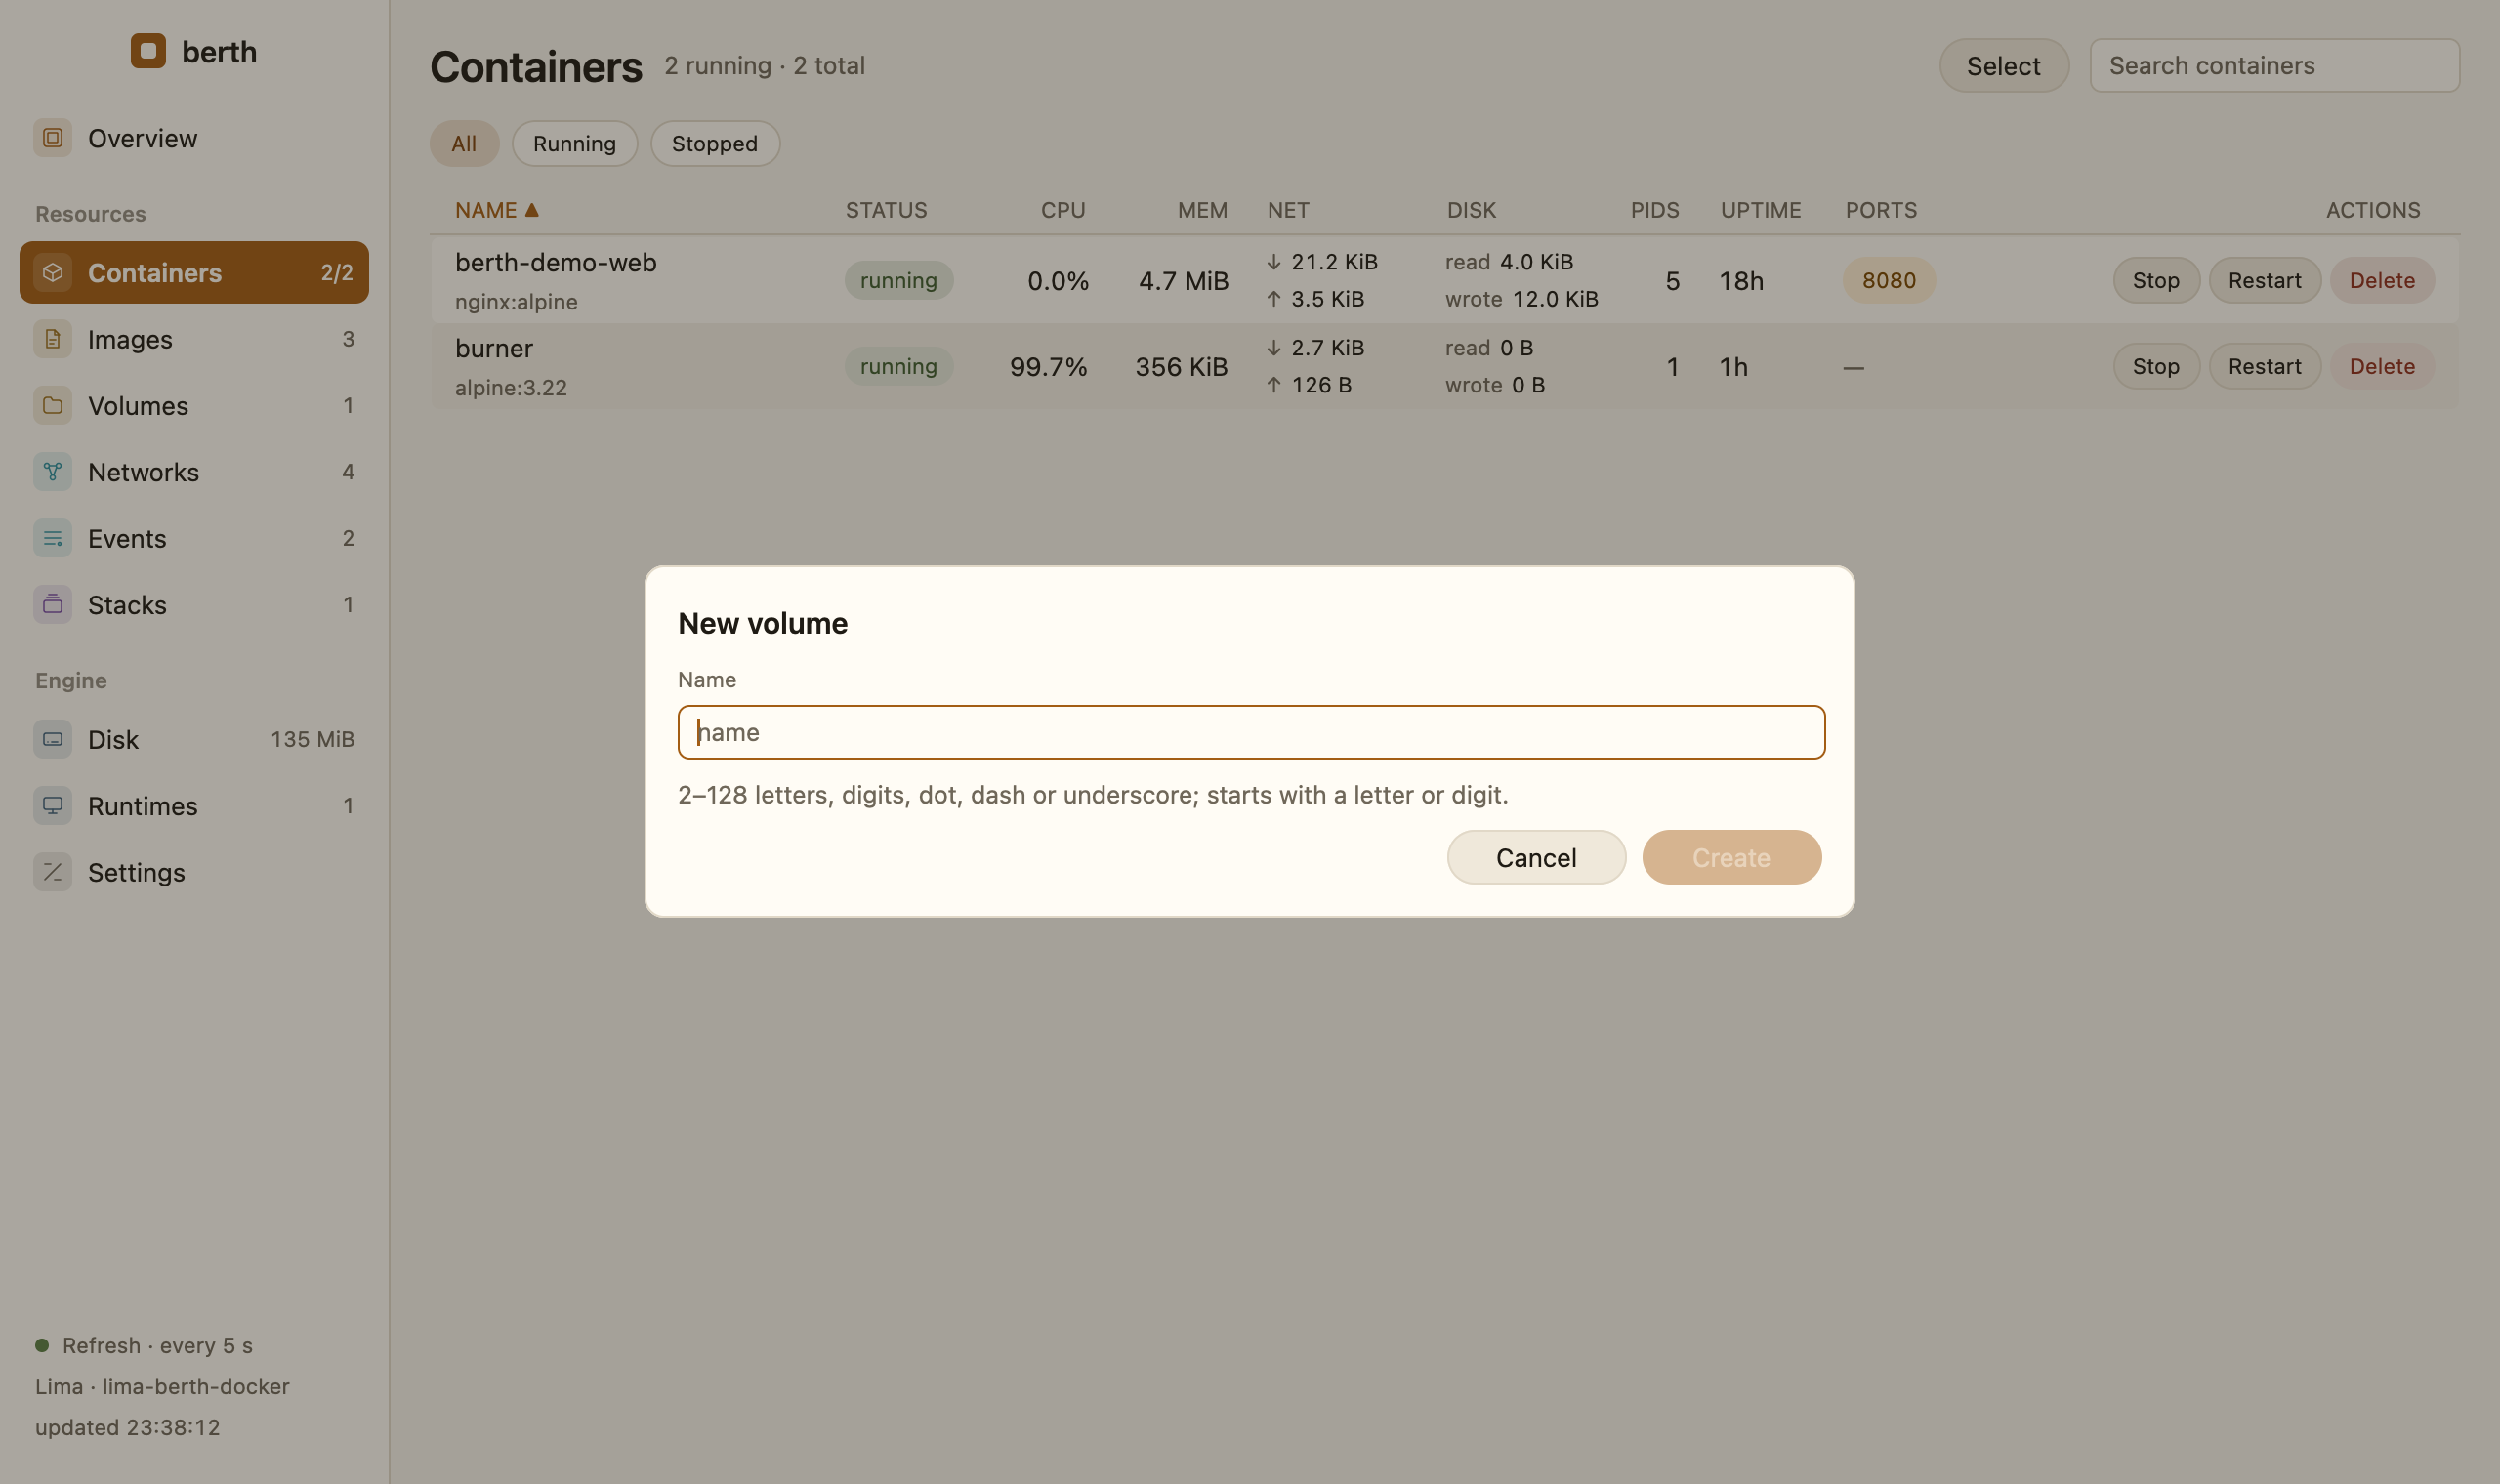 berth
Overview
Resources
Containers 2/2
Images 3
Volumes 1
Networks 4
Events 2
Stacks 1
Engine
Disk 135 MiB
Runtimes 1
Settings
Refresh · every 5 s
Lima · lima-berth-docker
updated 23:38:12
Containers 2 running · 2 total Select Search containers
All Running Stopped
NAME ▲ STATUS CPU MEM NET DISK PIDS UPTIME PORTS ACTIONS
berth-demo-web
nginx:alpine
running 0.0% 4.7 MiB
↓ 21.2 KiB
↑ 3.5 KiB
read 4.0 KiB
wrote 12.0 KiB
5 18h 8080 Stop Restart Delete
burner
alpine:3.22
running 99.7% 356 KiB
↓ 2.7 KiB
↑ 126 B
read 0 B
wrote 0 B
1 1h — Stop Restart Delete
New volume
Name
name
2–128 letters, digits, dot, dash or underscore; starts with a letter or digit.
Cancel Create